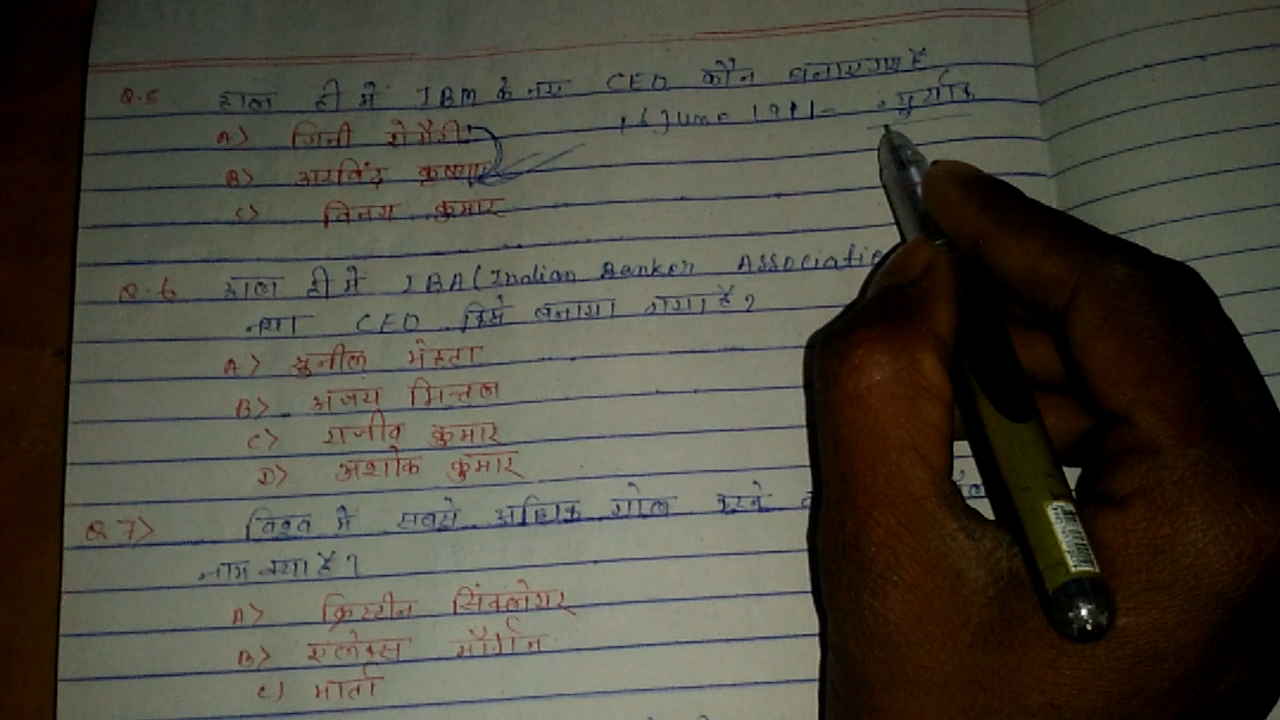 Q.5 हाल ही में IBM के नए CEO कौन बनाए गए हैं
16 June 1911 - न्यूयॉर्क
A) जिनी रोमेटी
B) अरविंद कृष्णा
C) विनय कुमार
Q.6 हाल ही में IBA (Indian Banker Associatio
नया CEO किसे बनाया गया है ?
A) सुनील मेहता
B) अजय मित्तल
C) राजीव कुमार
D) अशोक कुमार
Q 7) विश्व में सबसे अधिक गोल करने
नाम क्या है ?
A) क्रिस्टीन सिंक्लेयर
B) एलेक्स मॉर्गन
C) मार्ता